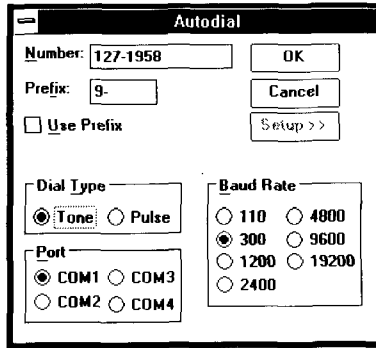 Autodial
Number: 127-1958
OK
Prefix: 9-
Cancel
Use Prefix
Setup >>
Dial Type
Tone Pulse
Baud Rate
110 4800
300 9600
1200 19200
2400
Port
COM1 COM3
COM2 COM4